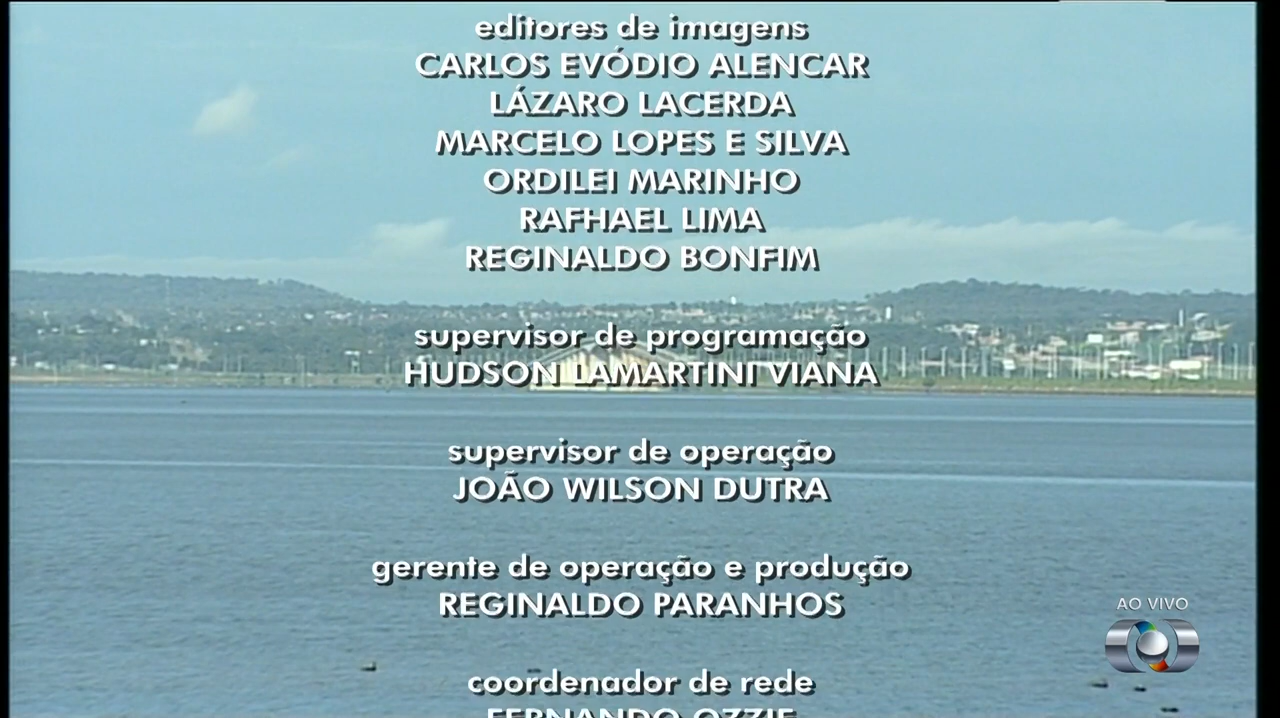 editores de imagens
CARLOS EVÓDIO ALENCAR
LÁZARO LACERDA
MARCELO LOPES E SILVA
ORDILEI MARINHO
RAFHAEL LIMA
REGINALDO BONFIM
supervisor de programação
HUDSON LAMARTINI VIANA
supervisor de operação
JOÃO WILSON DUTRA
gerente de operação e produção
REGINALDO PARANHOS
AO VIVO
coordenador de rede
FERNANDO OZZIE